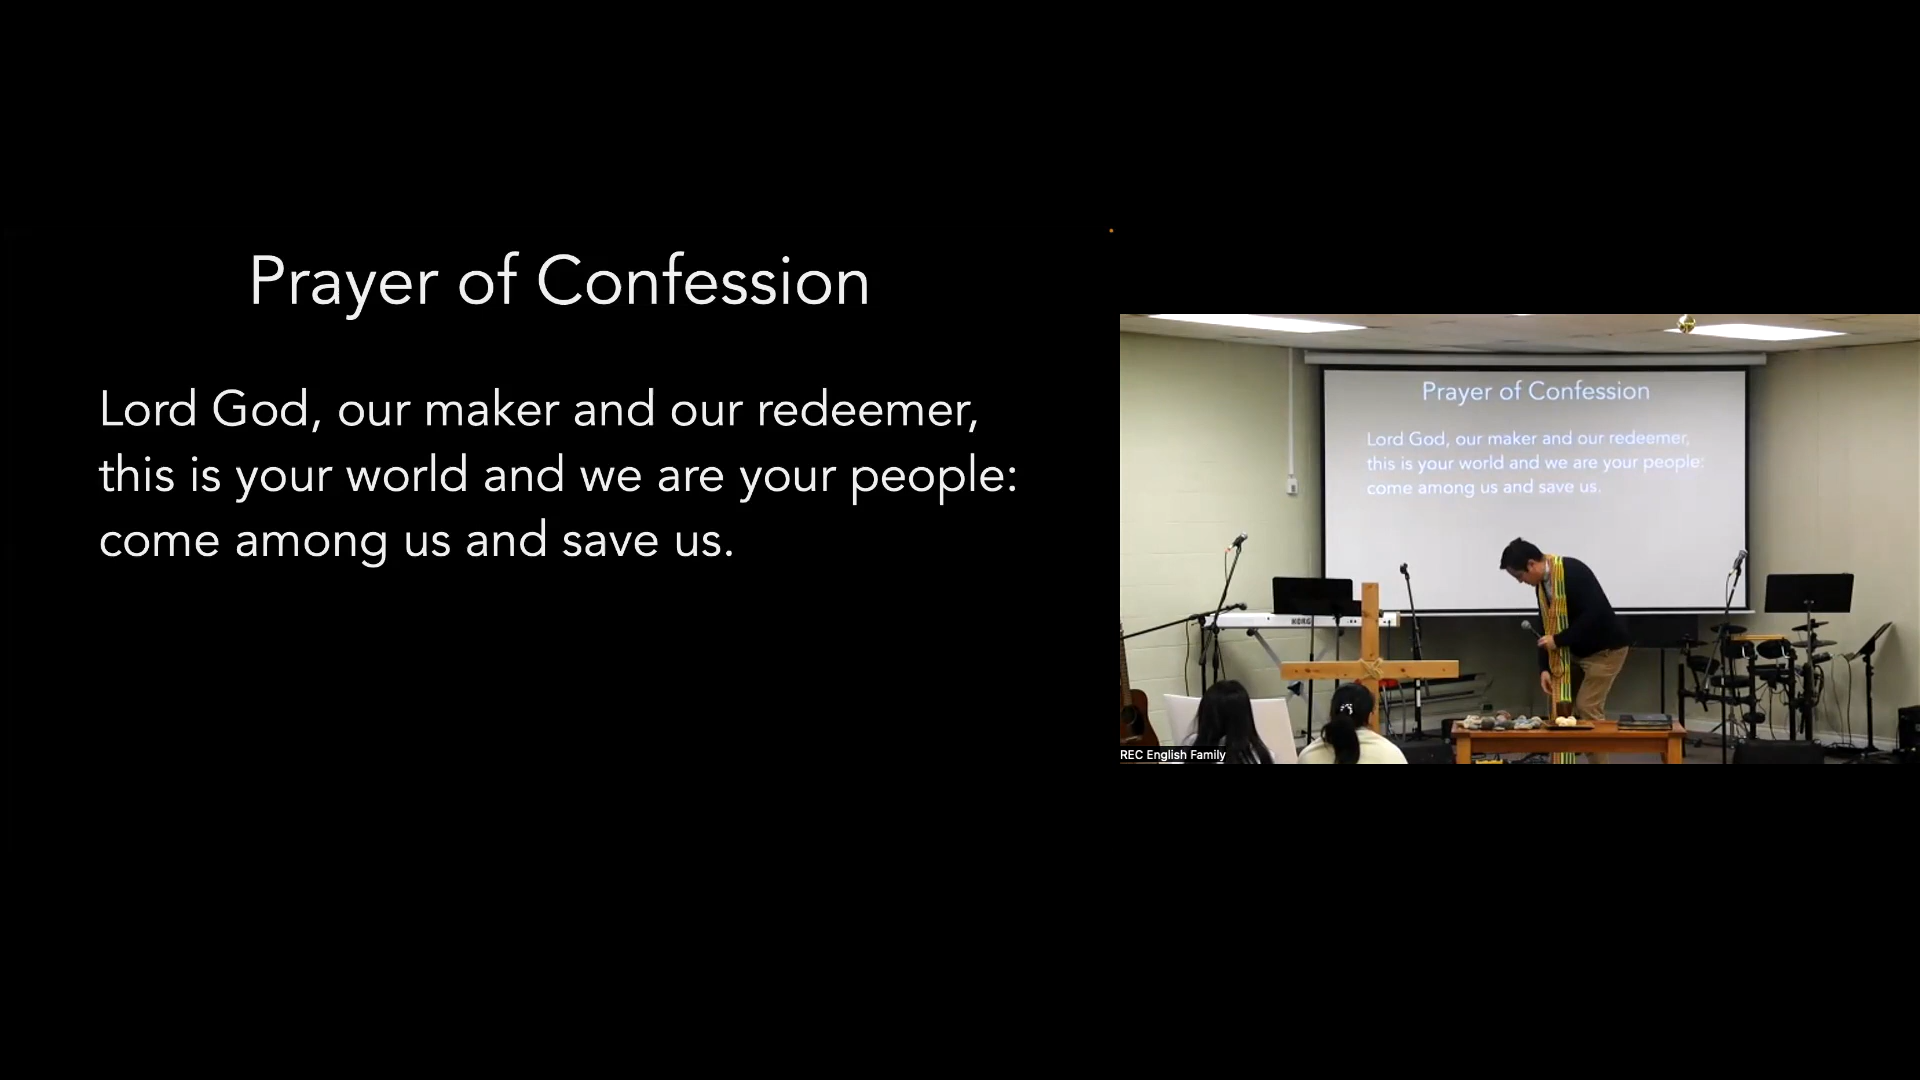 Prayer of Confession
Lord God, our maker and our redeemer,
this is your world and we are your people:
come among us and save us.
Prayer of Confession
Lord God, our maker and our redeemer,
this is your world and we are your people:
come among us and save us.
KORG
REC English Family